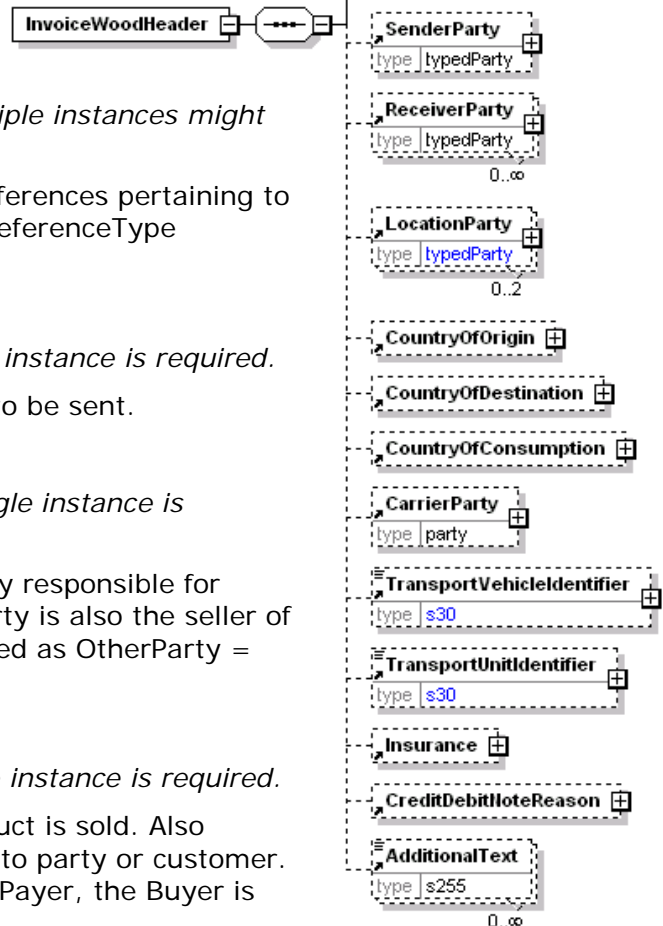 InvoiceWoodHeader
iple instances might
ferences pertaining to
eferenceType
instance is required.
o be sent.
gle instance is
y responsible for
rty is also the seller of
ed as OtherParty =
instance is required.
uct is sold. Also
to party or customer.
Payer, the Buyer is
SenderParty
type typedParty
ReceiverParty
type typedParty
0..∞
LocationParty
type typedParty
0..2
CountryOfOrigin
CountryOfDestination
CountryOfConsumption
CarrierParty
type party
TransportVehicleIdentifier
type s30
TransportUnitIdentifier
type s30
Insurance
CreditDebitNoteReason
AdditionalText
type s255
0..∞